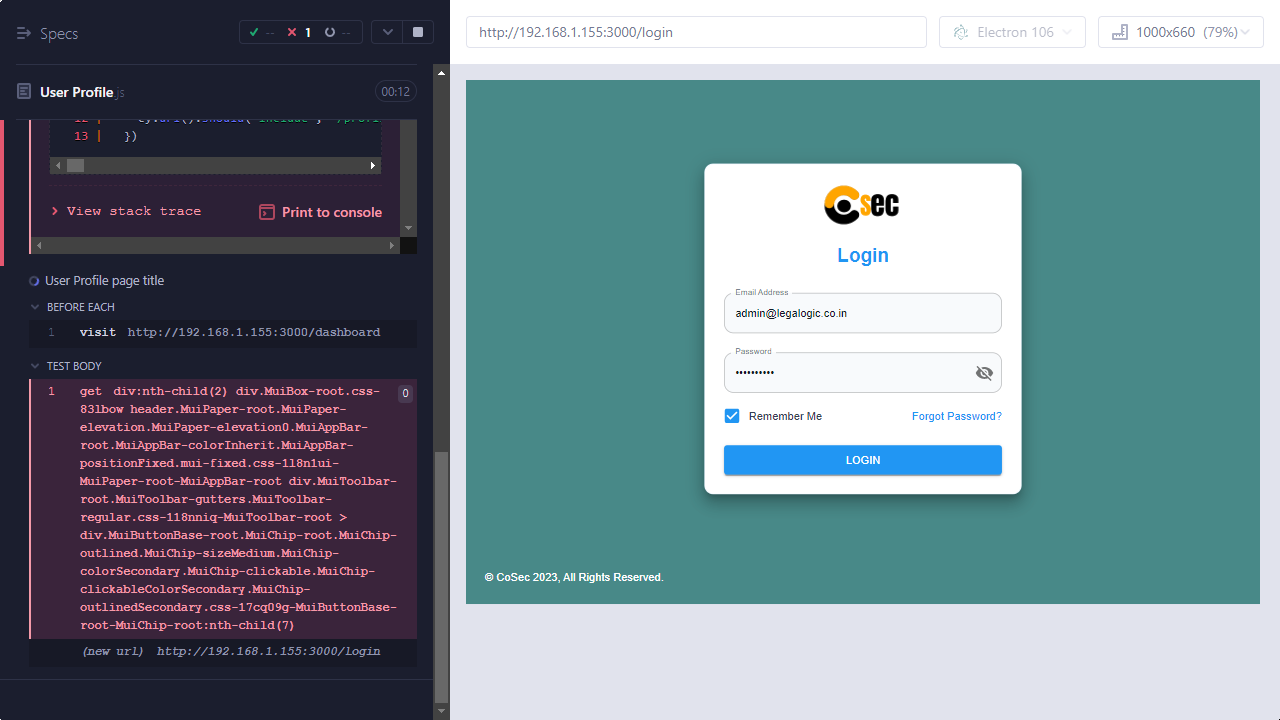 Specs
-- 1 --
User Profile.js
00:12
13 | })
View stack trace
Print to console
User Profile page title
BEFORE EACH
1 visit http://192.168.1.155:3000/dashboard
TEST BODY
1 get div:nth-child(2) div.MuiBox-root.css- 0
831bow header.MuiPaper-root.MuiPaper-
elevation.MuiPaper-elevation0.MuiAppBar-
root.MuiAppBar-colorInherit.MuiAppBar-
positionFixed.mui-fixed.css-1l8n1ui-
MuiPaper-root-MuiAppBar-root div.MuiToolbar-
root.MuiToolbar-gutters.MuiToolbar-
regular.css-118nniq-MuiToolbar-root >
div.MuiButtonBase-root.MuiChip-root.MuiChip-
outlined.MuiChip-sizeMedium.MuiChip-
colorSecondary.MuiChip-clickable.MuiChip-
clickableColorSecondary.MuiChip-
outlinedSecondary.css-17cq09g-MuiButtonBase-
root-MuiChip-root:nth-child(7)
(new url) http://192.168.1.155:3000/login
http://192.168.1.155:3000/login
Electron 106
1000x660 (79%)
CoSec
Login
Email Address
admin@legalogic.co.in
Password
••••••••••
Remember Me
Forgot Password?
LOGIN
© CoSec 2023, All Rights Reserved.